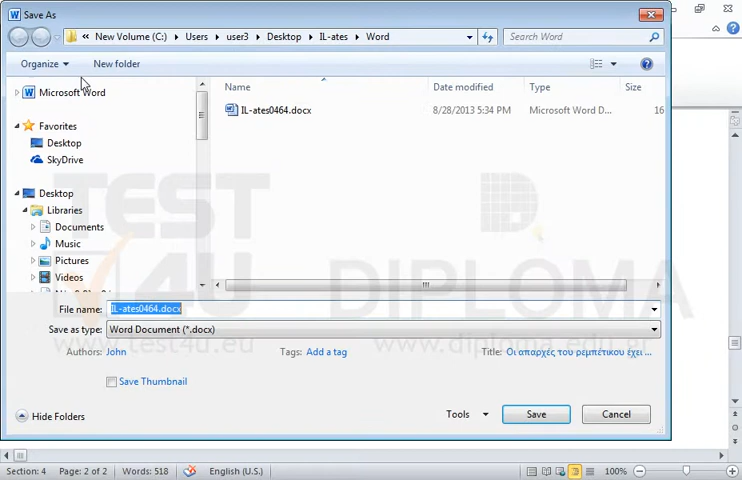 Save As
« New Volume (C:) Users user3 Desktop IL-ates Word Search Word
Organize New folder
Microsoft Word
Favorites
Desktop
SkyDrive
Desktop
Libraries
Documents
Music
Pictures
Videos
Name Date modified Type Size
IL-ates0464.docx 8/28/2013 5:34 PM Microsoft Word D... 16
TEST4U DIPLOMA
www.test4u.eu www.diploma.edu.gr
File name: IL-ates0464.docx
Save as type: Word Document (*.docx)
Authors: John Tags: Add a tag Title: Οι απαρχές του ρεμπέτικου έχει ...
Save Thumbnail
Hide Folders Tools Save Cancel
Section: 4 Page: 2 of 2 Words: 518 English (U.S.) 100%